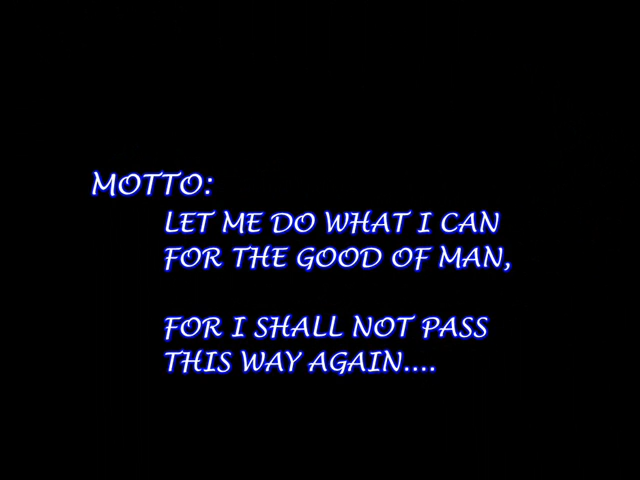 MOTTO:
LET ME DO WHAT I CAN
FOR THE GOOD OF MAN,
FOR I SHALL NOT PASS
THIS WAY AGAIN....